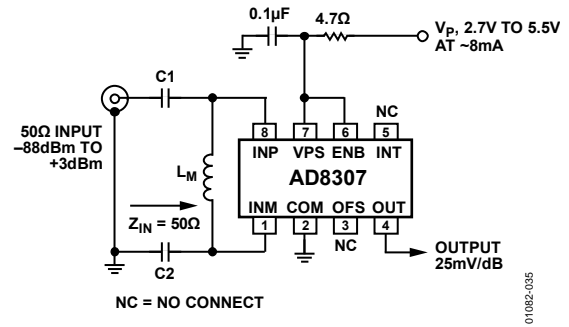 0.1µF
4.7Ω
VP, 2.7V TO 5.5V
AT ~8mA
C1
NC
50Ω INPUT
–88dBm TO
+3dBm
8
7
6
5
INP
VPS
ENB
INT
LM
AD8307
ZIN = 50Ω
INM
COM
OFS
OUT
1
2
3
4
NC
OUTPUT
25mV/dB
C2
NC = NO CONNECT
01082-035